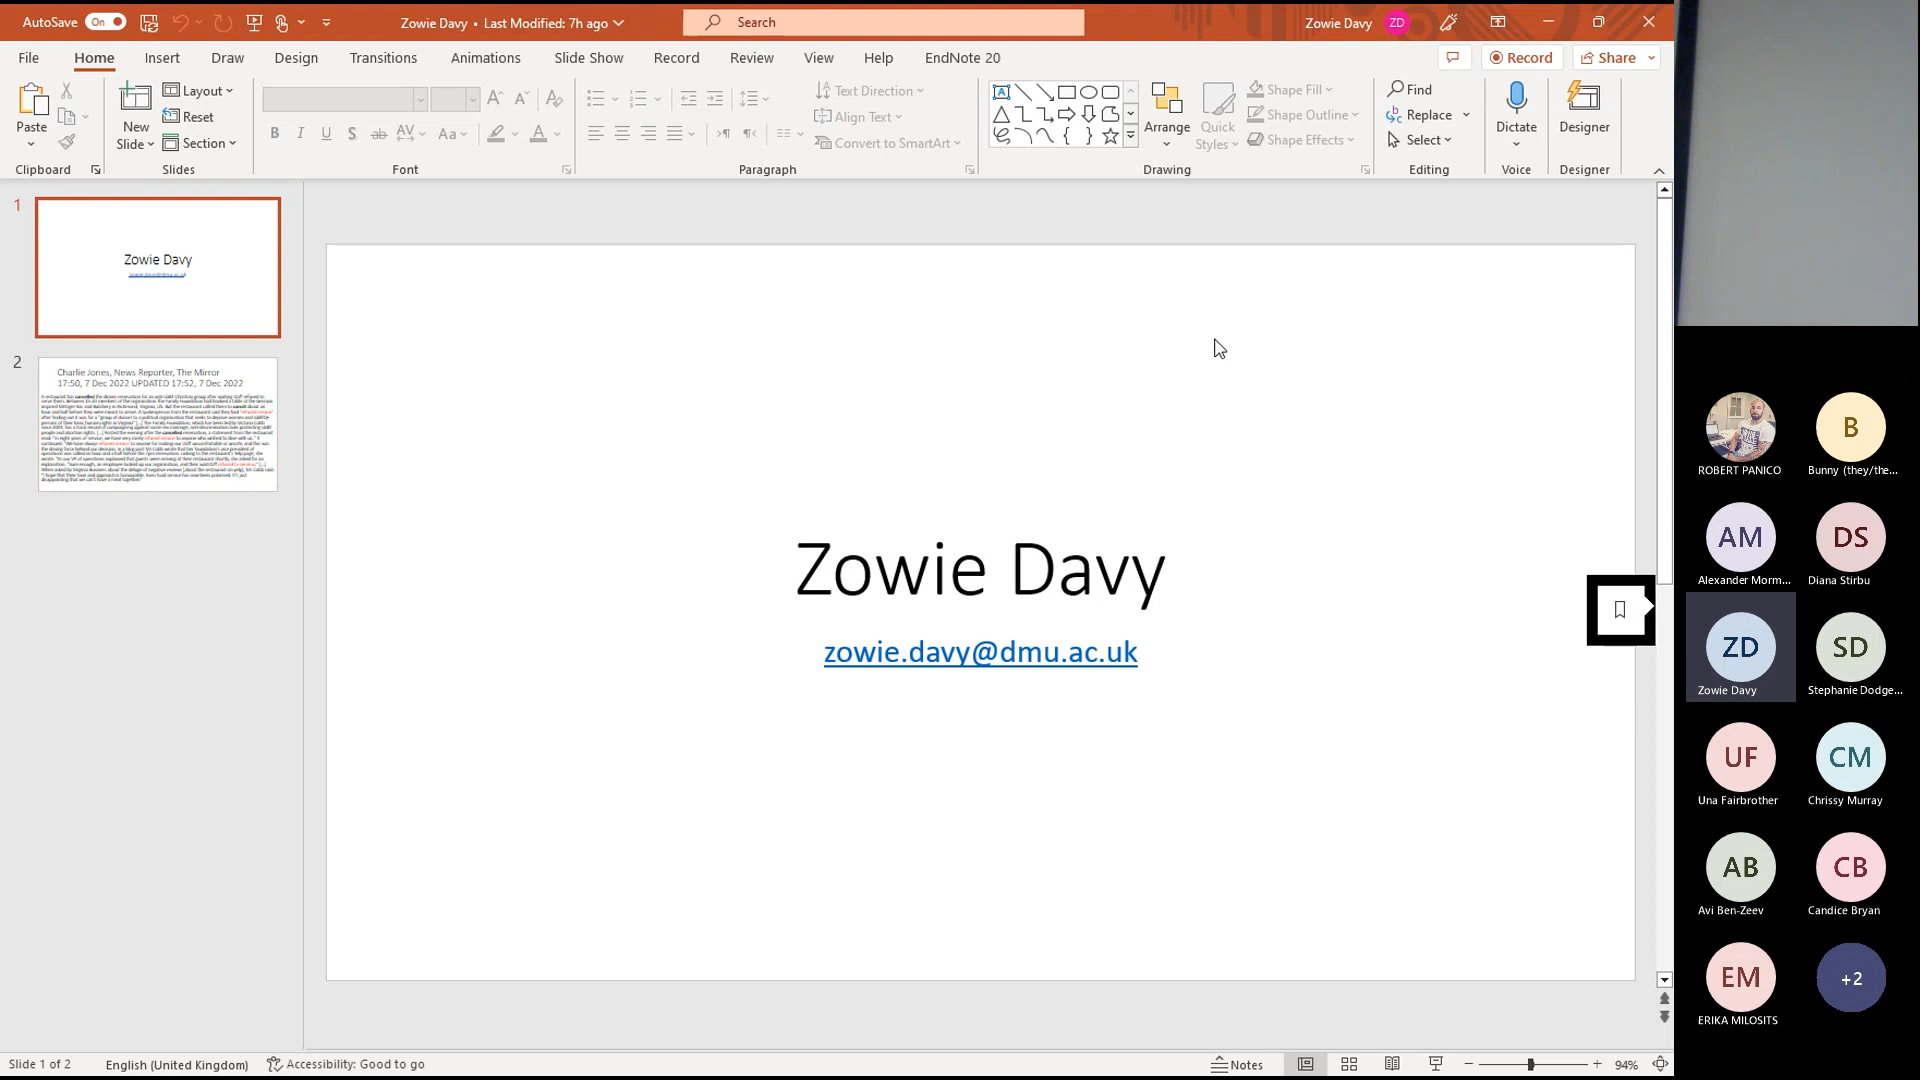 AutoSave On
Zowie Davy • Last Modified: 7h ago
Search
Zowie Davy ZD
File Home Insert Draw Design Transitions Animations Slide Show Record Review View Help EndNote 20
Record Share
Paste
Clipboard
New Slide
Layout
Reset
Section
Slides
Font
Text Direction
Align Text
Convert to SmartArt
Paragraph
Arrange
Quick Styles
Shape Fill
Shape Outline
Shape Effects
Drawing
Find
Replace
Select
Editing
Dictate
Voice
Designer
Designer
1
Zowie Davy
zowie.davy@dmu.ac.uk
2
Charlie Jones, News Reporter, The Mirror
17:50, 7 Dec 2022 UPDATED 17:52, 7 Dec 2022
Zowie Davy
zowie.davy@dmu.ac.uk
ROBERT PANICO
B
Bunny (they/the...
AM
Alexander Morm...
DS
Diana Stirbu
ZD
Zowie Davy
SD
Stephanie Dodge...
UF
Una Fairbrother
CM
Chrissy Murray
AB
Avi Ben-Zeev
CB
Candice Bryan
EM
ERIKA MILOSITS
+2
Slide 1 of 2
English (United Kingdom)
Accessibility: Good to go
Notes
94%